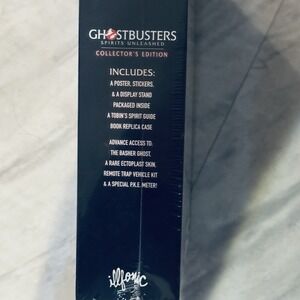 GHOSTBUSTERS
SPIRITS UNLEASHED
COLLECTOR'S EDITION
INCLUDES:
A POSTER, STICKERS,
& A DISPLAY STAND
PACKAGED INSIDE
A TOBIN'S SPIRIT GUIDE
BOOK REPLICA CASE
ADVANCE ACCESS TO:
THE BASHER GHOST,
A RARE ECTOPLAST SKIN,
REMOTE TRAP VEHICLE KIT
& A SPECIAL P.K.E. METER!
illfonic